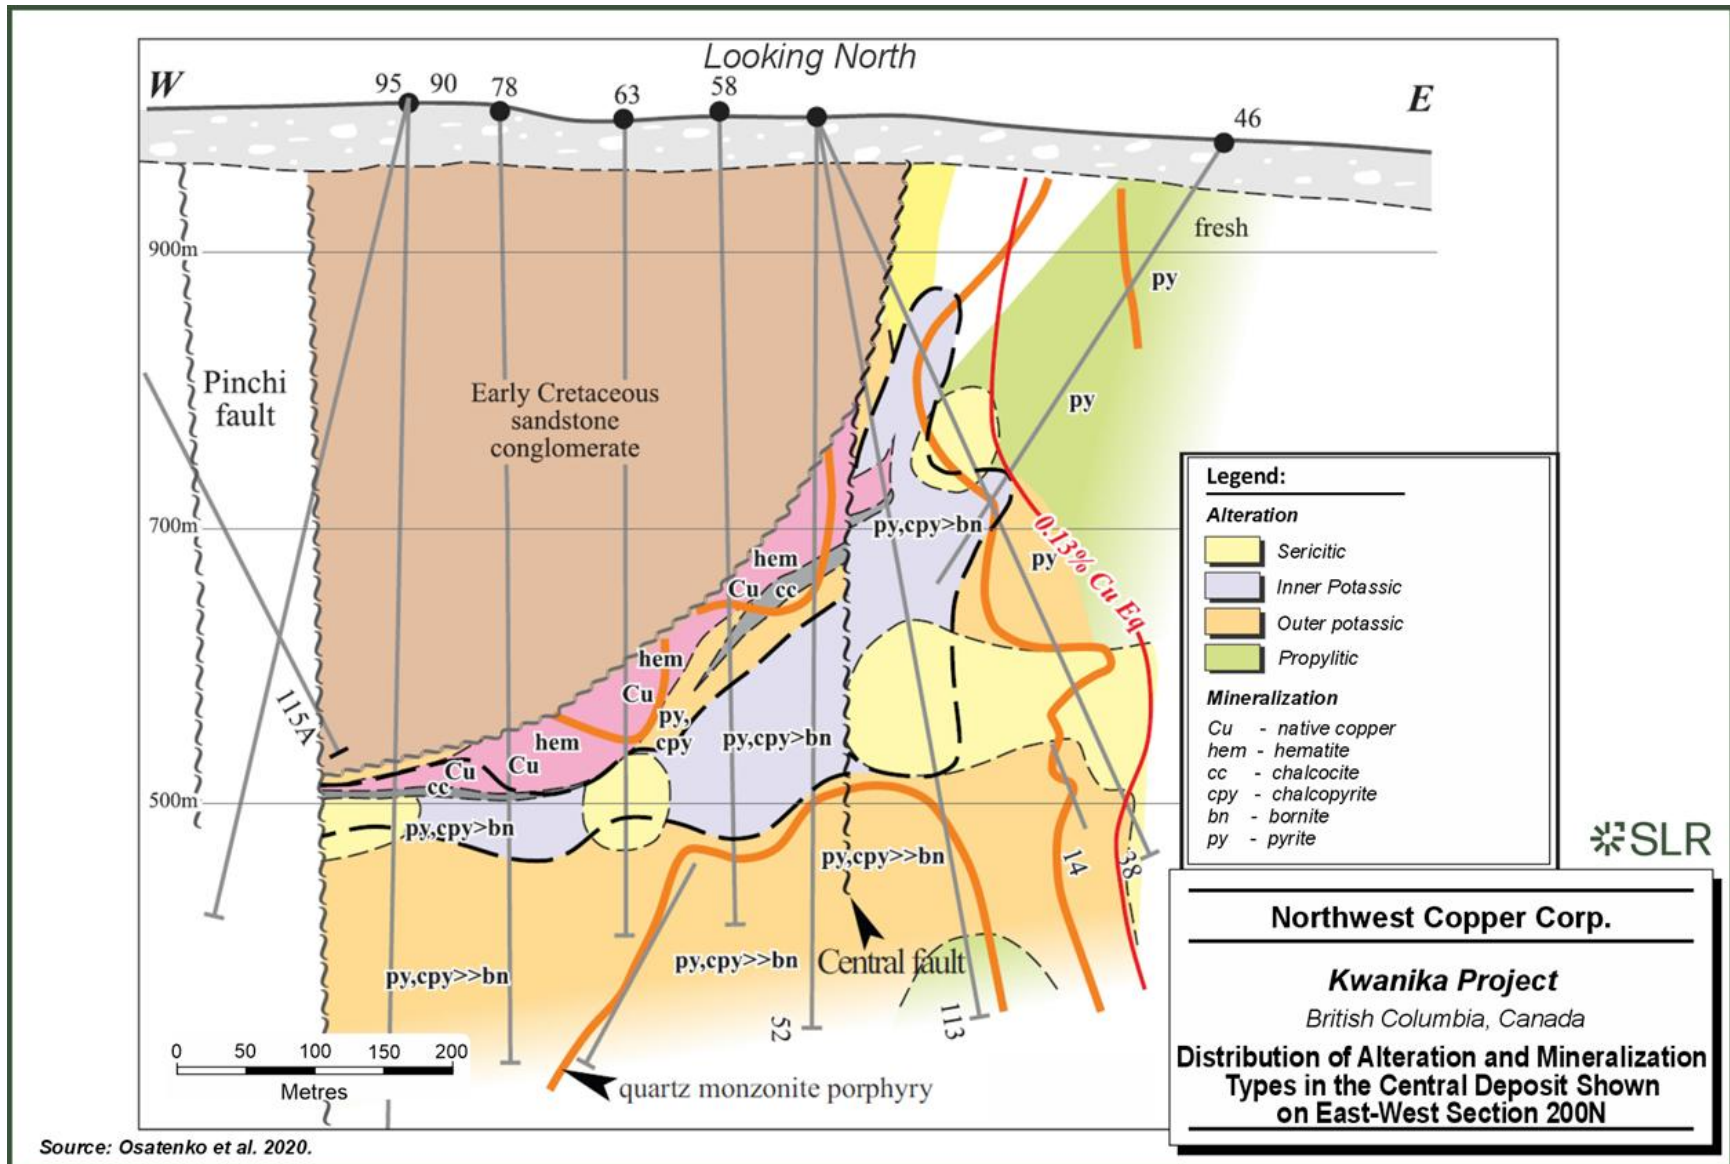 Looking North
W
E
95
90
78
63
58
46
900m
700m
500m
Pinchi
fault
Early Cretaceous
sandstone
conglomerate
fresh
py
py
py
0.13% Cu Eq
py,cpy>bn
hem
Cu
cc
hem
Cu
py,
cpy
py,cpy>bn
hem
Cu
Cu
cc
py,cpy>bn
115A
py,cpy>>bn
py,cpy>>bn
py,cpy>>bn
Central fault
52
113
14
38
quartz monzonite porphyry
0 50 100 150 200
Metres
Legend:
Alteration
Sericitic
Inner Potassic
Outer potassic
Propylitic
Mineralization
Cu - native copper
hem - hematite
cc - chalcocite
cpy - chalcopyrite
bn - bornite
py - pyrite
SLR
Northwest Copper Corp.
Kwanika Project
British Columbia, Canada
Distribution of Alteration and Mineralization
Types in the Central Deposit Shown
on East-West Section 200N
Source: Osatenko et al. 2020.